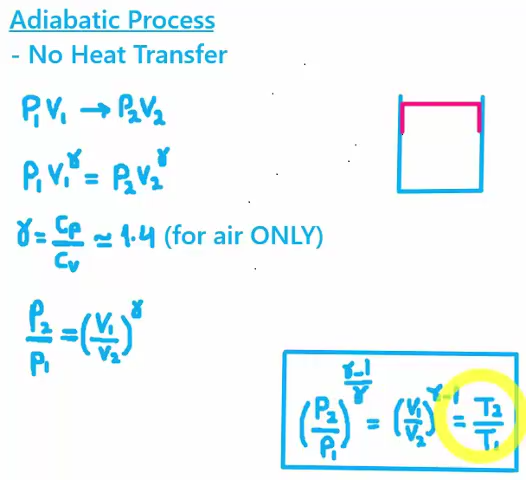 Adiabatic Process
- No Heat Transfer
P₁V₁ → P₂V₂
P₁V₁^γ = P₂V₂^γ
γ = Cp/Cv ≃ 1.4 (for air ONLY)
P₂/P₁ = (V₁/V₂)^γ
(P₂/P₁)^((γ-1)/γ) = (V₁/V₂)^(γ-1) = T₂/T₁